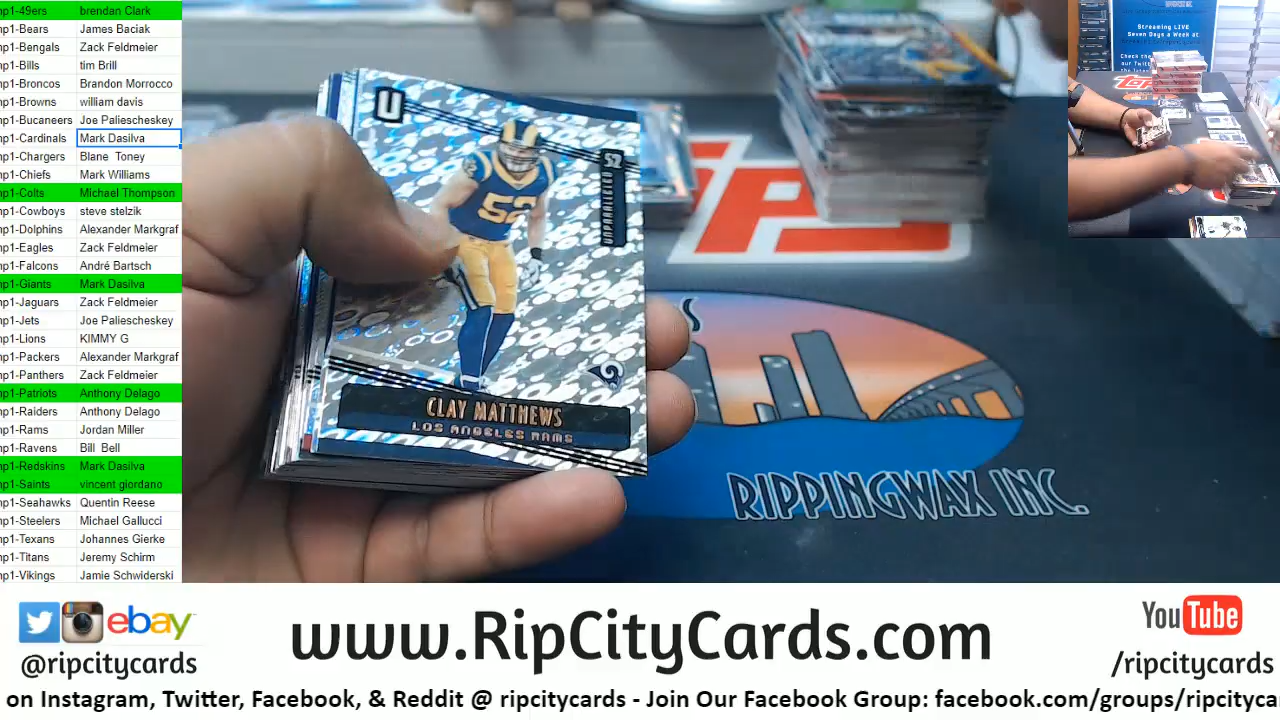 np1-49ers brendan Clark
np1-Bears James Baciak
np1-Bengals Zack Feldmeier
np1-Bills tim Brill
np1-Broncos Brandon Morrocco
np1-Browns william davis
np1-Bucaneers Joe Paliescheskey
np1-Cardinals Mark Dasilva
np1-Chargers Blane Toney
np1-Chiefs Mark Williams
np1-Colts Michael Thompson
np1-Cowboys steve stelzik
np1-Dolphins Alexander Markgraf
np1-Eagles Zack Feldmeier
np1-Falcons André Bartsch
np1-Giants Mark Dasilva
np1-Jaguars Zack Feldmeier
np1-Jets Joe Paliescheskey
np1-Lions KIMMY G
np1-Packers Alexander Markgraf
np1-Panthers Zack Feldmeier
np1-Patriots Anthony Delago
np1-Raiders Anthony Delago
np1-Rams Jordan Miller
np1-Ravens Bill Bell
np1-Redskins Mark Dasilva
np1-Saints vincent giordano
np1-Seahawks Quentin Reese
np1-Steelers Michael Gallucci
np1-Texans Johannes Gierke
np1-Titans Jeremy Schirm
np1-Vikings Jamie Schwiderski
U
52
UNPARALLELED
52
CLAY MATTHEWS
LOS ANGELES RAMS
RIPPINGWAX INC.
Streaming LIVE
Seven Days a Week at
ebay
@ripcitycards
www.RipCityCards.com
YouTube
/ripcitycards
on Instagram, Twitter, Facebook, & Reddit @ ripcitycards - Join Our Facebook Group: facebook.com/groups/ripcityca